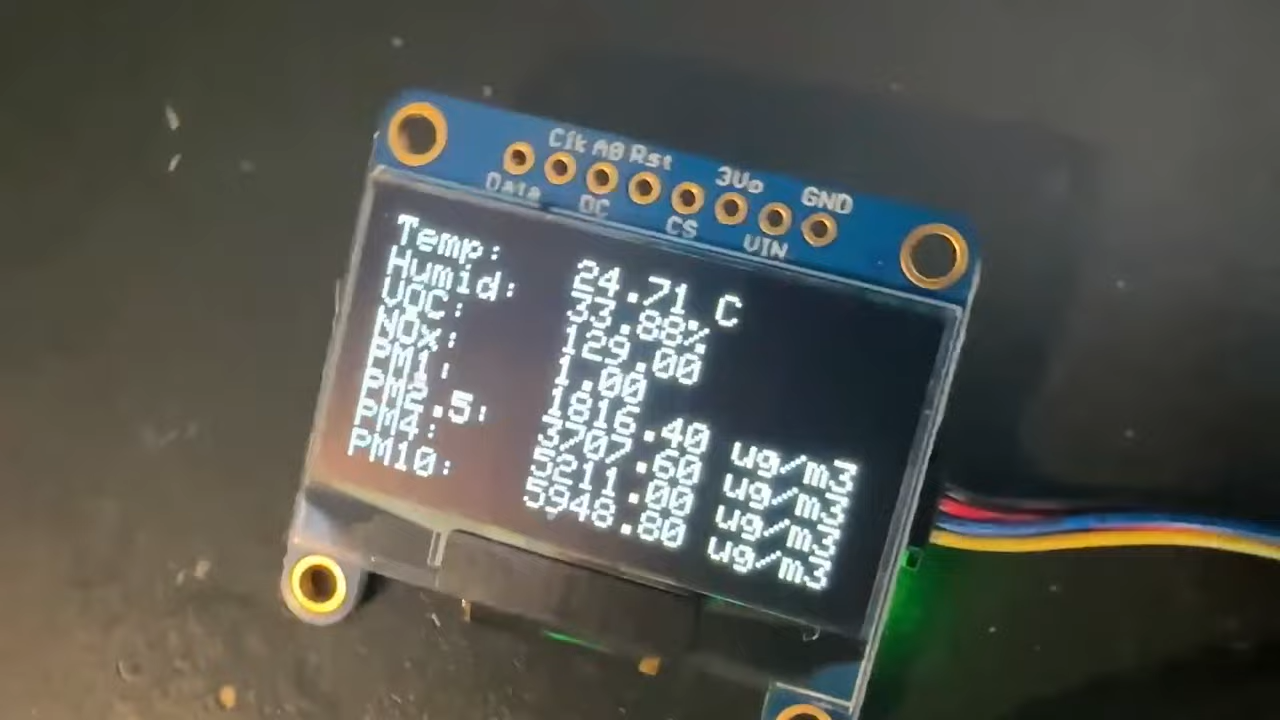 Clk A0 Rst 3Vo GND
Data DC CS VIN
Temp: 24.71 C
Humid: 33.88%
VOC: 129.00
NOx: 1.00
PM1: 1816.40 ug/m3
PM2.5: 3707.60 ug/m3
PM4: 5211.00 ug/m3
PM10: 5948.80 ug/m3